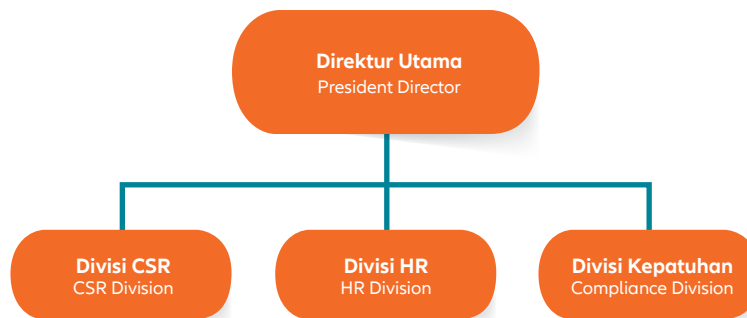 Direktur Utama
President Director
Divisi CSR
CSR Division
Divisi HR
HR Division
Divisi Kepatuhan
Compliance Division